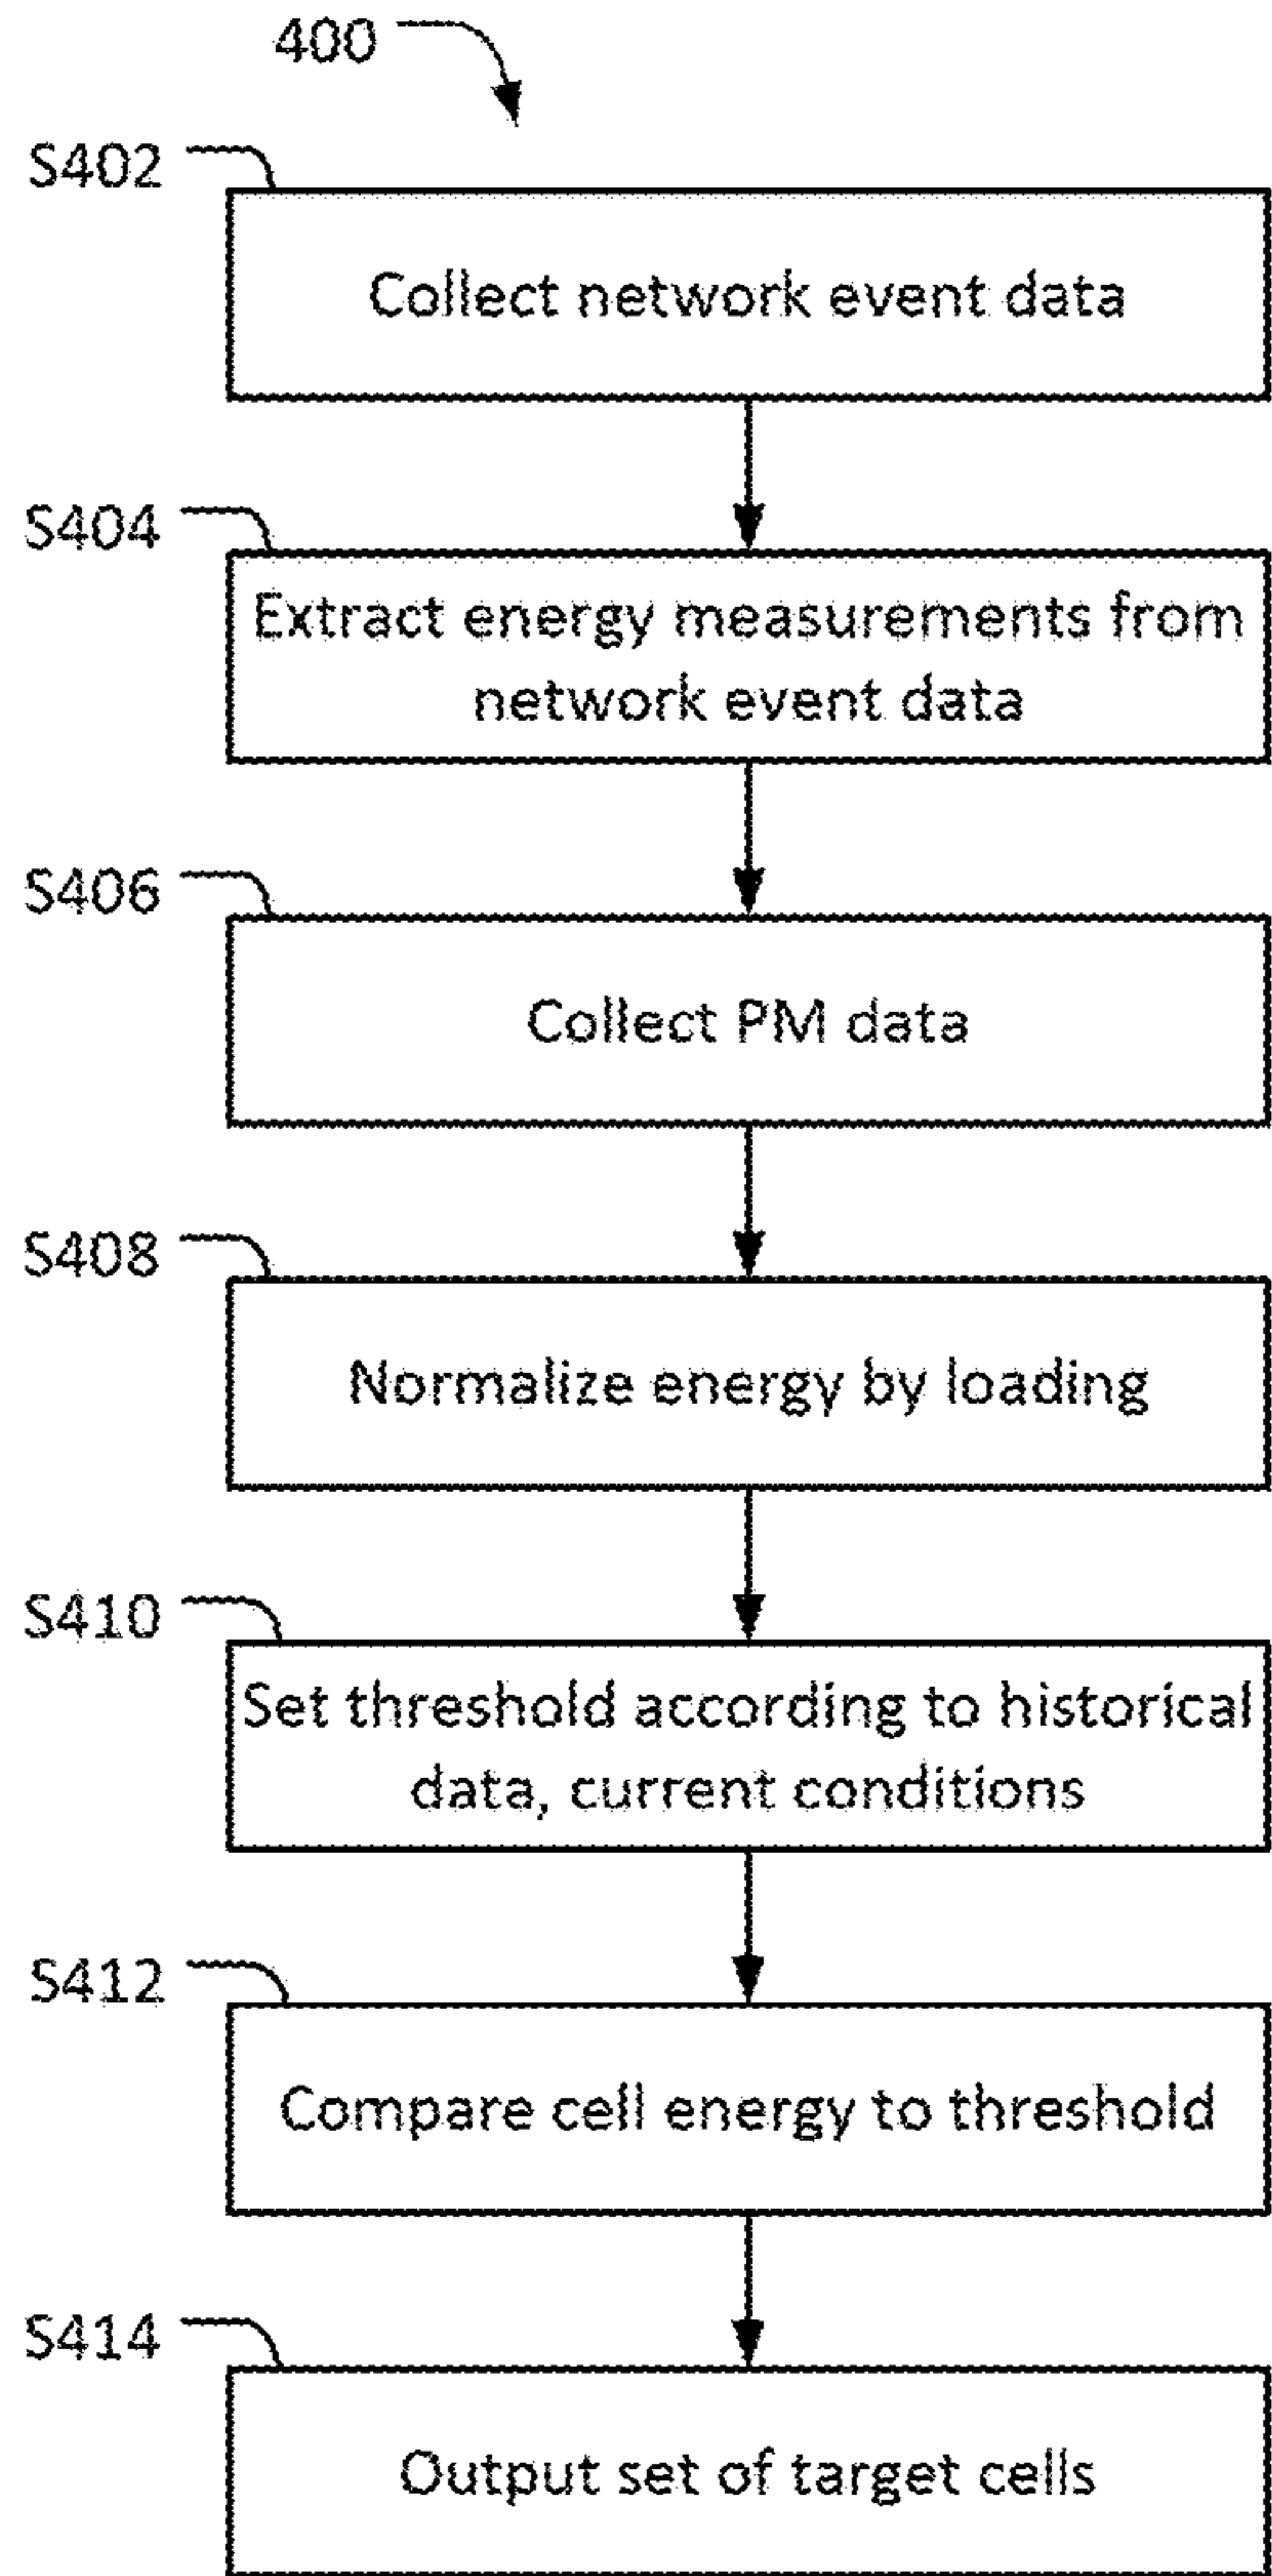 400
S402
Collect network event data
S404
Extract energy measurements from
network event data
S406
Collect PM data
S408
Normalize energy by loading
S410
Set threshold according to historical
data, current conditions
S412
Compare cell energy to threshold
S414
Output set of target cells